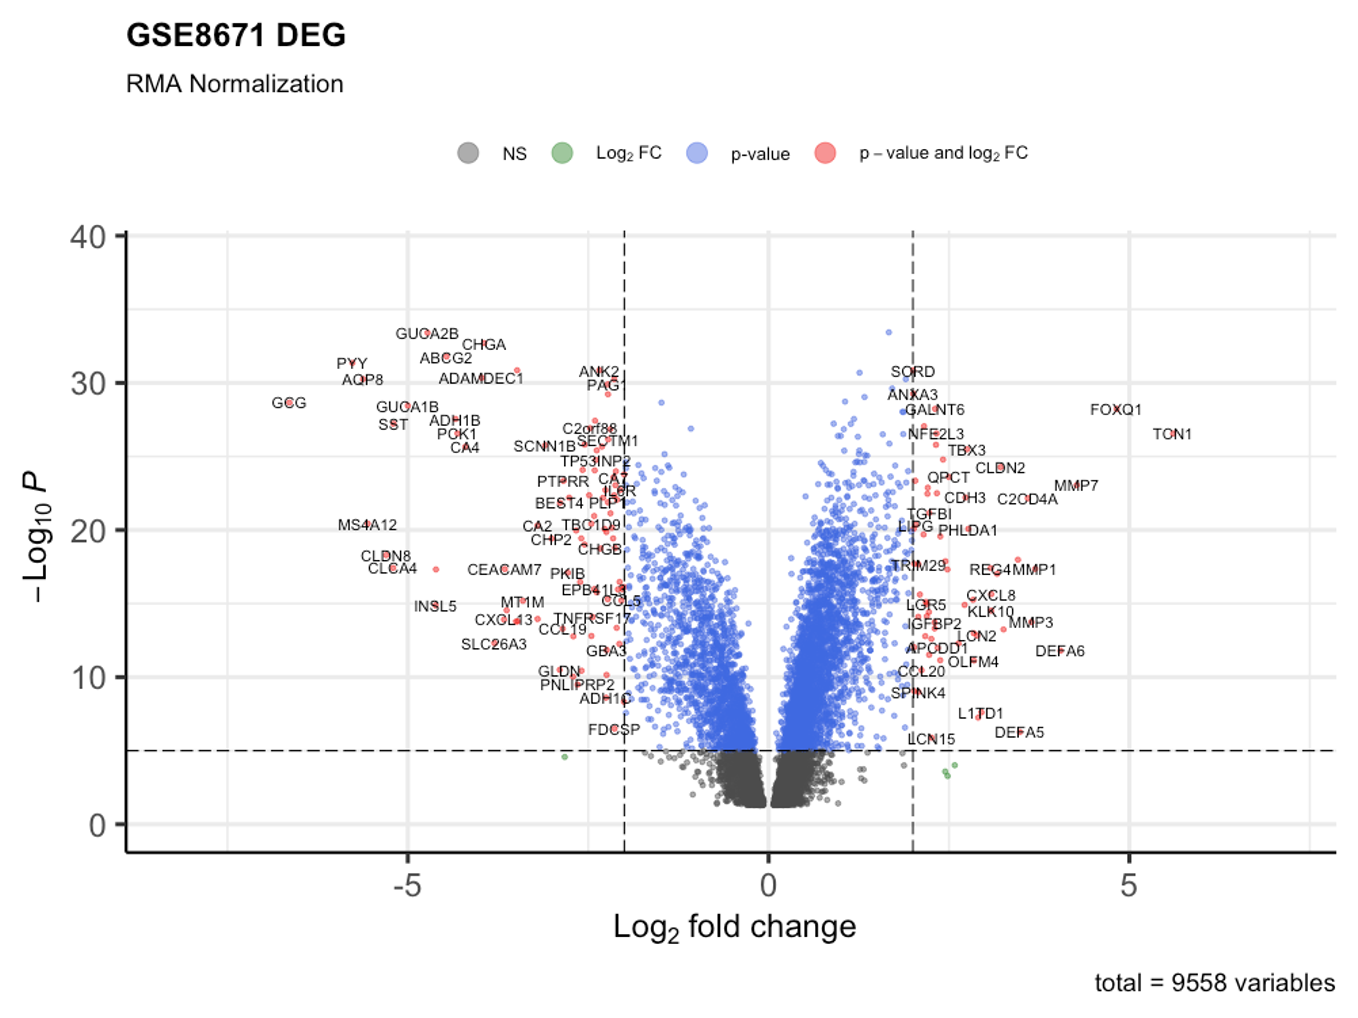 GSE8671 DEG
RMA Normalization
NS
Log2 FC
p-value
p – value and log2 FC
–Log10 P
40
30
20
10
0
GUCA2B
CHGA
ABCG2
PYY
AQP8
ADAMDEC1
GCG
GUCA1B
SST
ADH1B
PCK1
CA4
ANK2
PAG1
C2orf88
SECTM1
SCNN1B
TP53INP2
PTPRR
CA7
IL6R
BEST4
PLP1
MS4A12
CA2
TBC1D9
CHP2
CHGB
CLDN8
CLCA4
CEACAM7
PKIB
EPB41L3
CCL5
INSL5
MT1M
CXCL13
TNFRSF17
CCL19
SLC26A3
GBA3
GLDN
PNLIPRP2
ADH1C
FDCSP
SORD
ANXA3
GALNT6
FOXQ1
NFE2L3
TCN1
TBX3
CLDN2
QPCT
MMP7
CDH3
C2CD4A
TGFBI
LIPG
PHLDA1
TRIM29
REG4
MMP1
CXCL8
LGR5
KLK10
IGFBP2
MMP3
LCN2
APCDD1
DEFA6
OLFM4
CCL20
SPINK4
L1TD1
DEFA5
LCN15
-5
0
5
Log2 fold change
total = 9558 variables